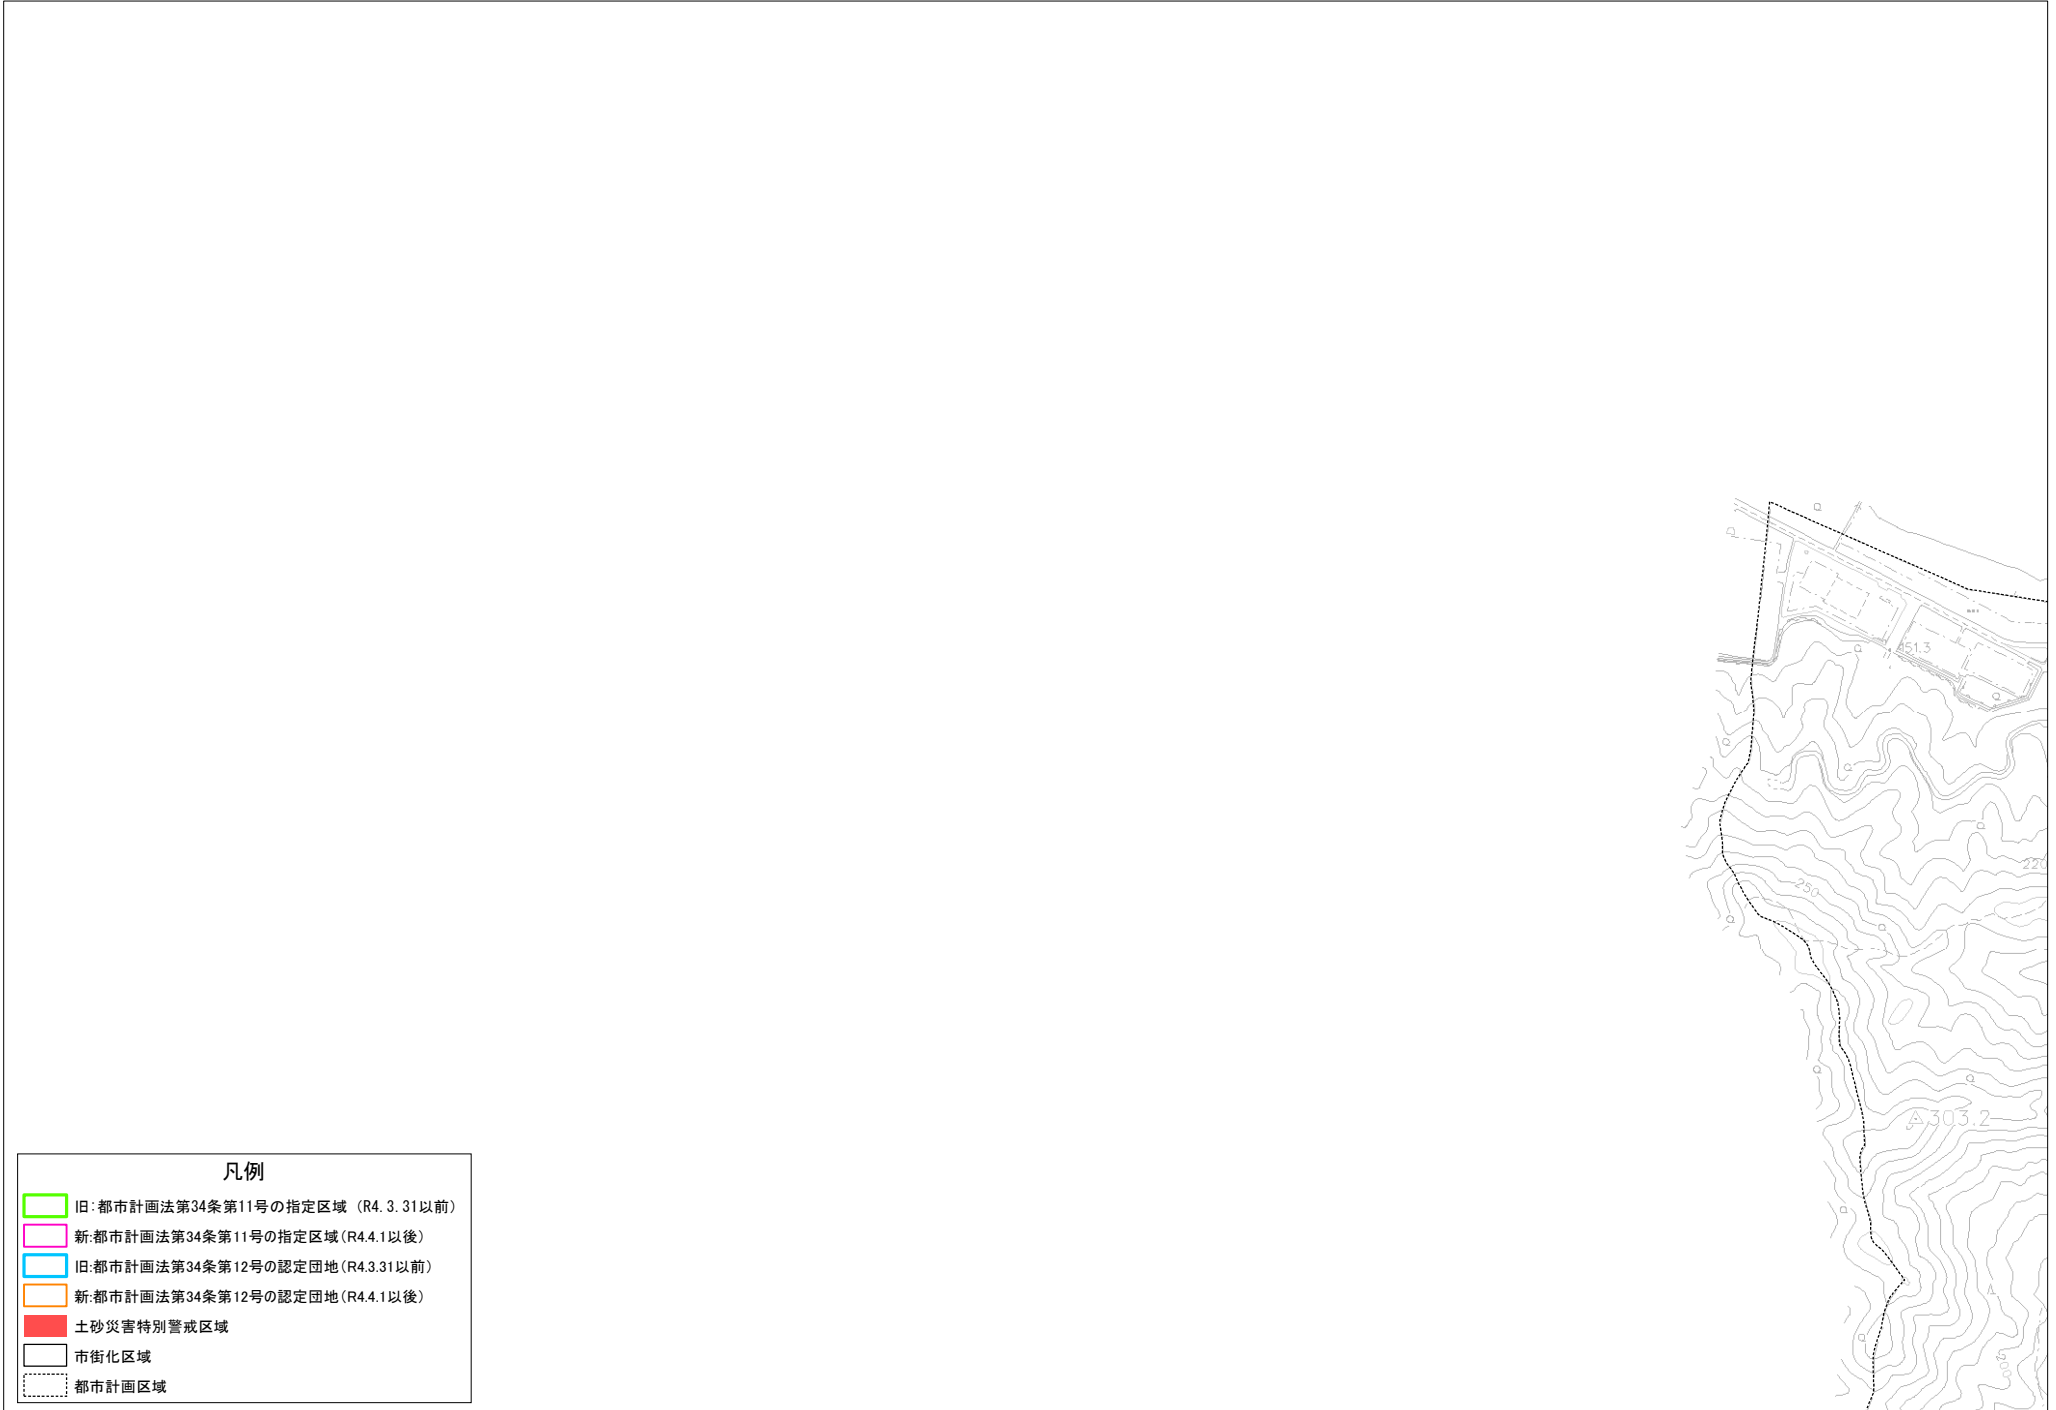 151.3
220
250
303.2
200
凡例
旧:都市計画法第34条第11号の指定区域 (R4.3.31以前)
新:都市計画法第34条第11号の指定区域(R4.4.1以後)
旧:都市計画法第34条第12号の認定団地(R4.3.31以前)
新:都市計画法第34条第12号の認定団地(R4.4.1以後)
土砂災害特別警戒区域
市街化区域
都市計画区域